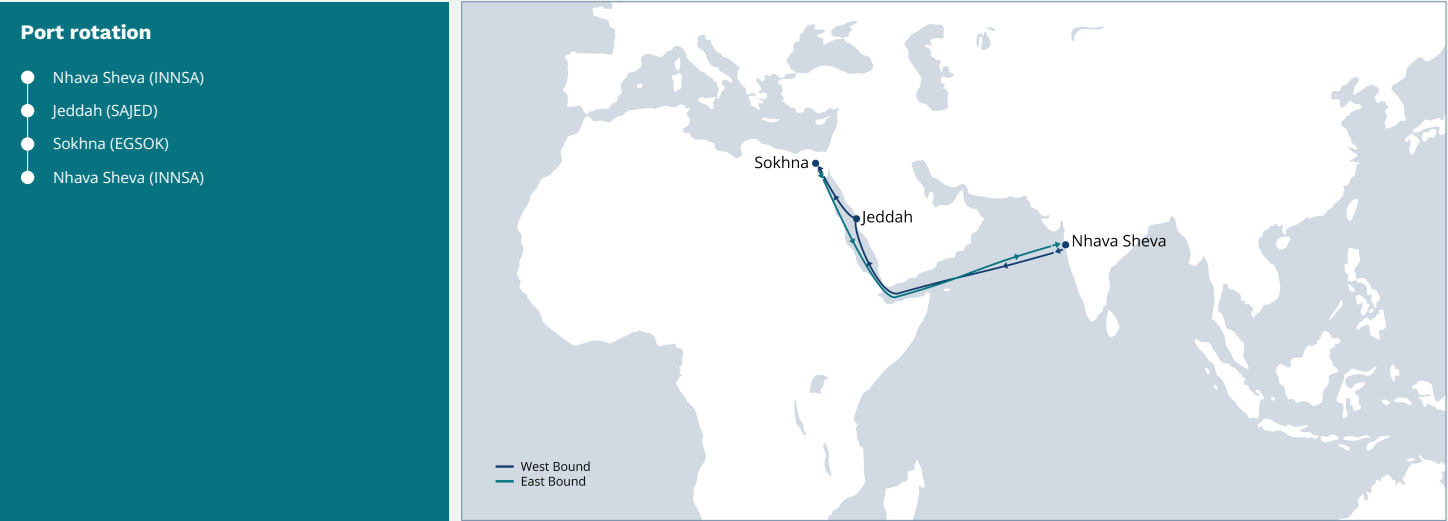 Port rotation
Nhava Sheva (INNSA)
Jeddah (SAJED)
Sokhna (EGSOK)
Nhava Sheva (INNSA)
Sokhna
Jeddah
Nhava Sheva
West Bound
East Bound